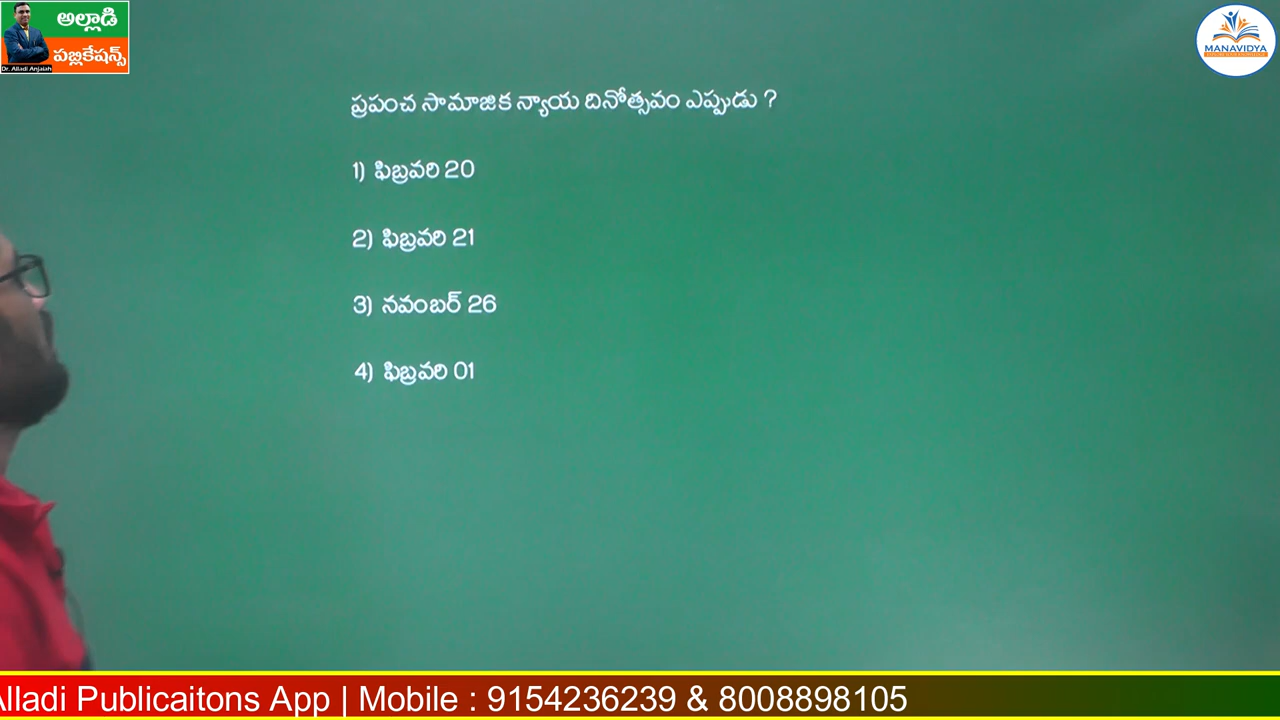 అల్లాడి
పబ్లికేషన్స్
Dr. Alladi Anjaiah
MANAVIDYA
ప్రపంచ సామాజిక న్యాయ దినోత్సవం ఎప్పుడు ?
1) ఫిబ్రవరి 20
2) ఫిబ్రవరి 21
3) నవంబర్ 26
4) ఫిబ్రవరి 01
Alladi Publicaitons App | Mobile : 9154236239 & 8008898105